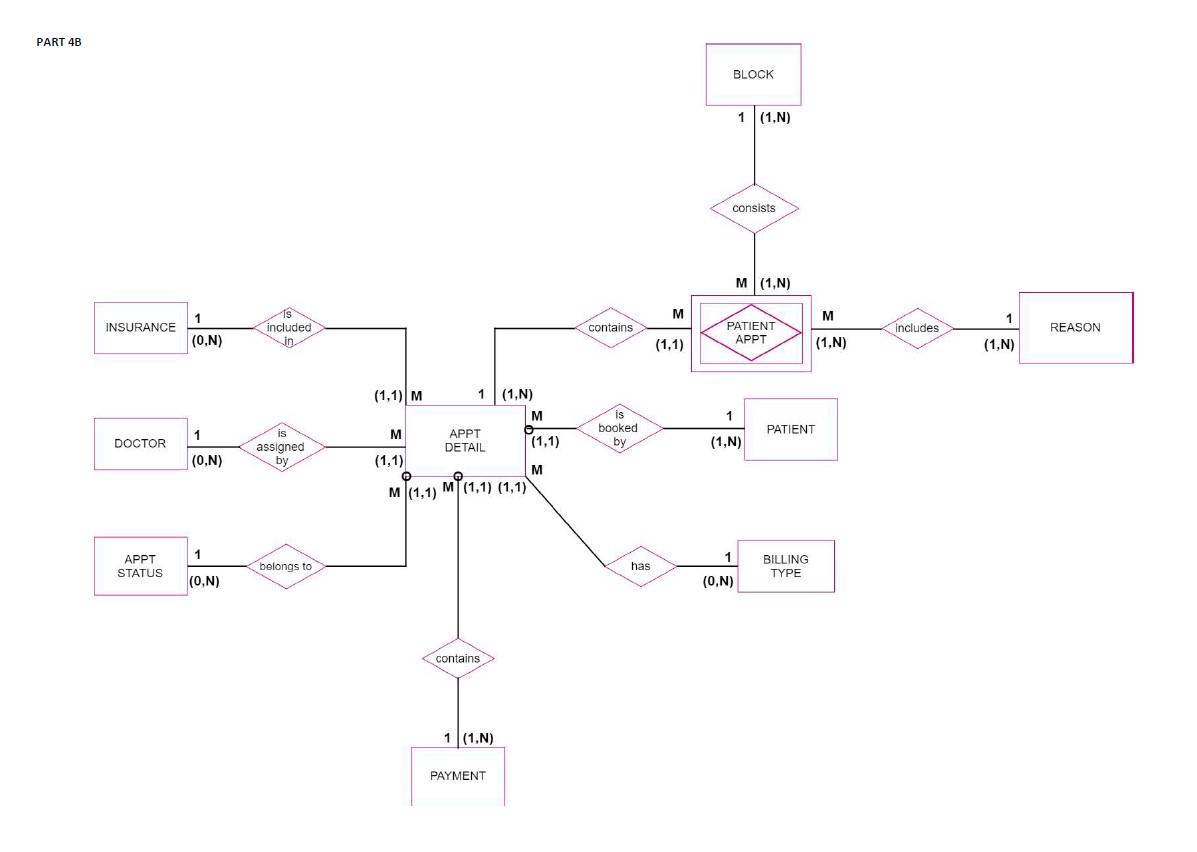 PART 4B
BLOCK
1 (1,N)
consists
M (1,N)
INSURANCE
1
(0,N)
is
included
in
contains
M
(1,1)
PATIENT
APPT
M
(1,N)
includes
1
(1,N)
REASON
(1,1) M
1 (1,N)
DOCTOR
1
(0,N)
is
assigned
by
M
(1,1)
APPT
DETAIL
M
(1,1)
is
booked
by
1
(1,N)
PATIENT
M (1,1)
M (1,1)
(1,1)
M
APPT
STATUS
1
(0,N)
belongs to
has
1
(0,N)
BILLING
TYPE
contains
1 (1,N)
PAYMENT